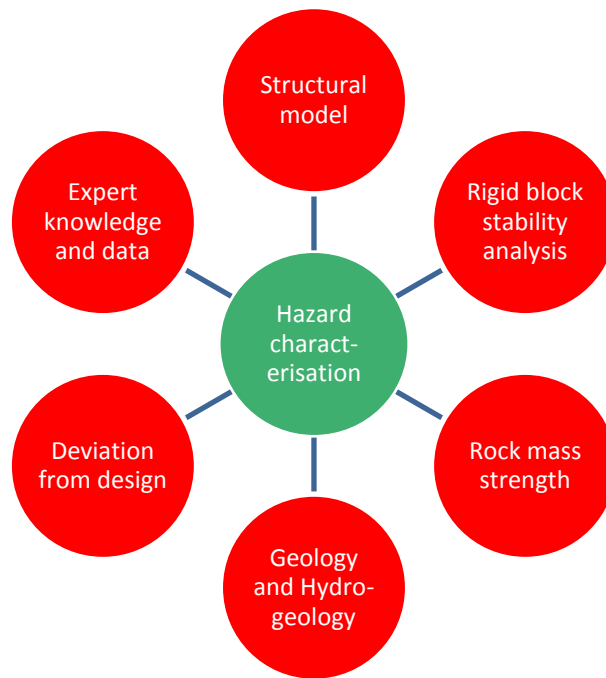 Structural
model
Expert
knowledge
and data
Rigid block
stability
analysis
Hazard
charact-
erisation
Deviation
from design
Rock mass
strength
Geology
and Hydro-
geology